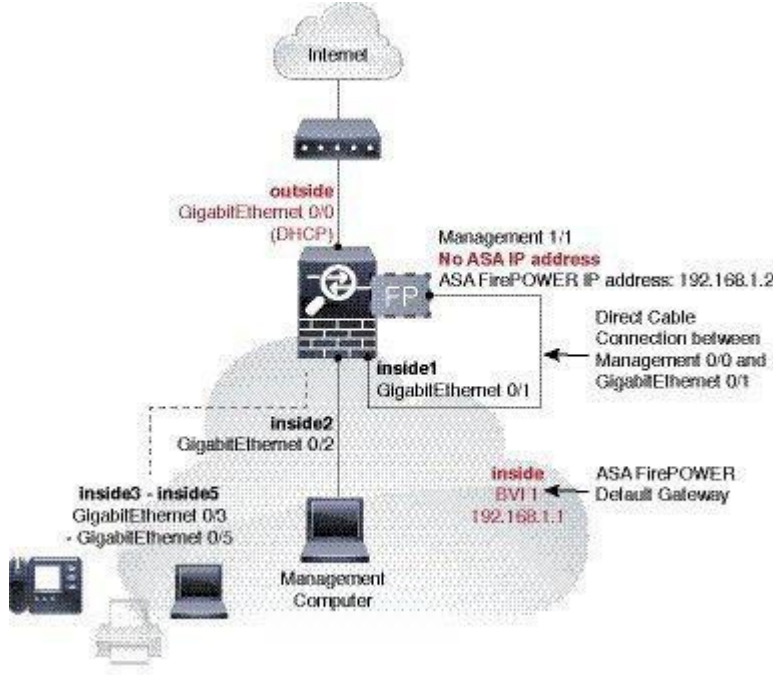 Internet
outside
GigabitEthernet 0/0
(DHCP)
Management 1/1
No ASA IP address
ASA FirePOWER IP address: 192.168.1.2
FP
Direct Cable
Connection between
Management 0/0 and
GigabitEthernet 0/1
inside1
GigabitEthernet 0/1
inside2
GigabitEthernet 0/2
inside
BVI 1
192.168.1.1
ASA FirePOWER
Default Gateway
inside3 - inside5
GigabitEthernet 0/3
- GigabitEthernet 0/5
Management
Computer